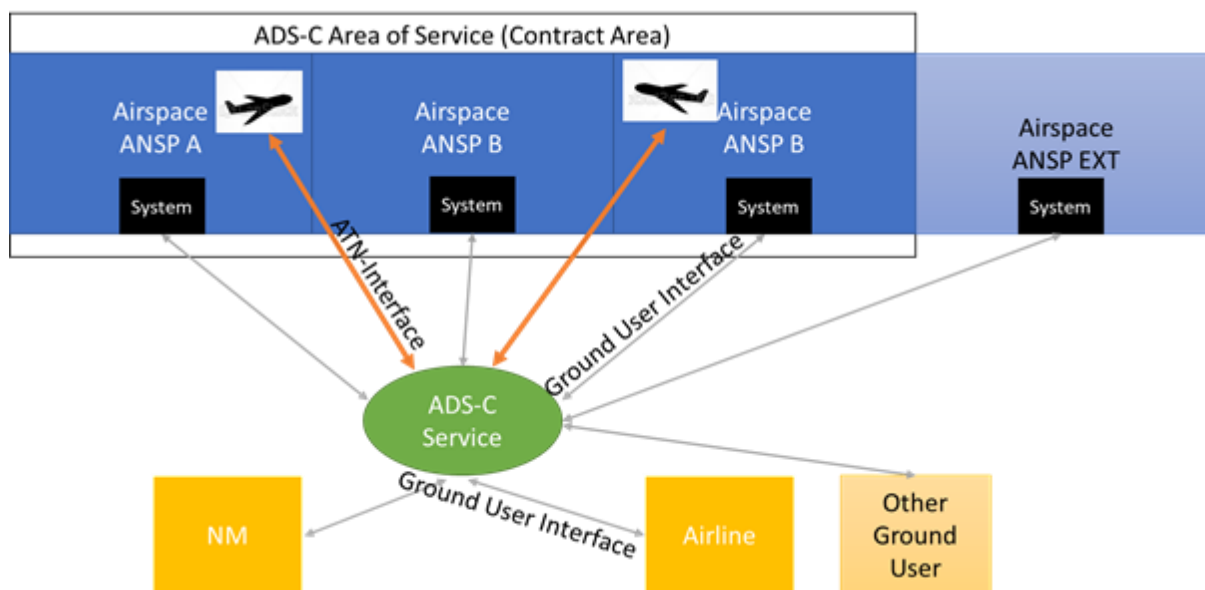 ADS-C Area of Service (Contract Area)
Airspace
ANSP A
Airspace
ANSP B
Airspace
ANSP B
Airspace
ANSP EXT
System
System
System
System
ATN-Interface
Ground User Interface
ADS-C
Service
Ground User Interface
NM
Airline
Other
Ground
User